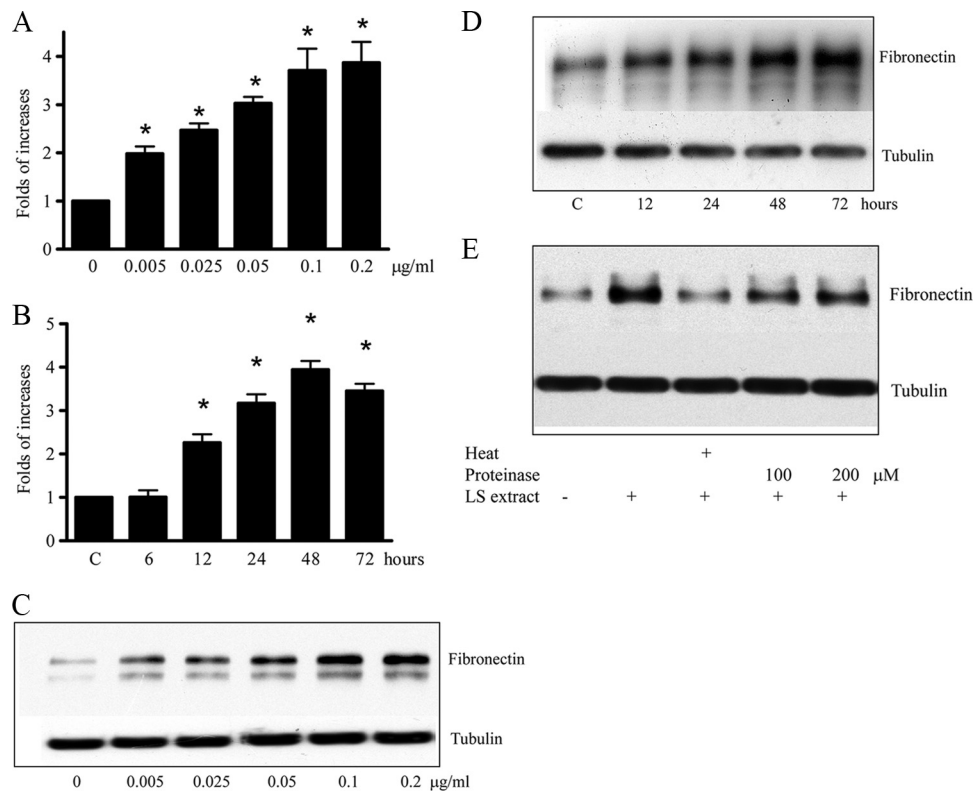 A
Folds of increases
4
3
2
1
0
* * * * *
0 0.005 0.025 0.05 0.1 0.2 µg/ml
B
Folds of increases
5
4
3
2
1
0
* * * *
C 6 12 24 48 72 hours
C
Fibronectin
Tubulin
0 0.005 0.025 0.05 0.1 0.2 µg/ml
D
Fibronectin
Tubulin
C 12 24 48 72 hours
E
Fibronectin
Tubulin
Heat +
Proteinase 100 200 µM
LS extract - + + + +